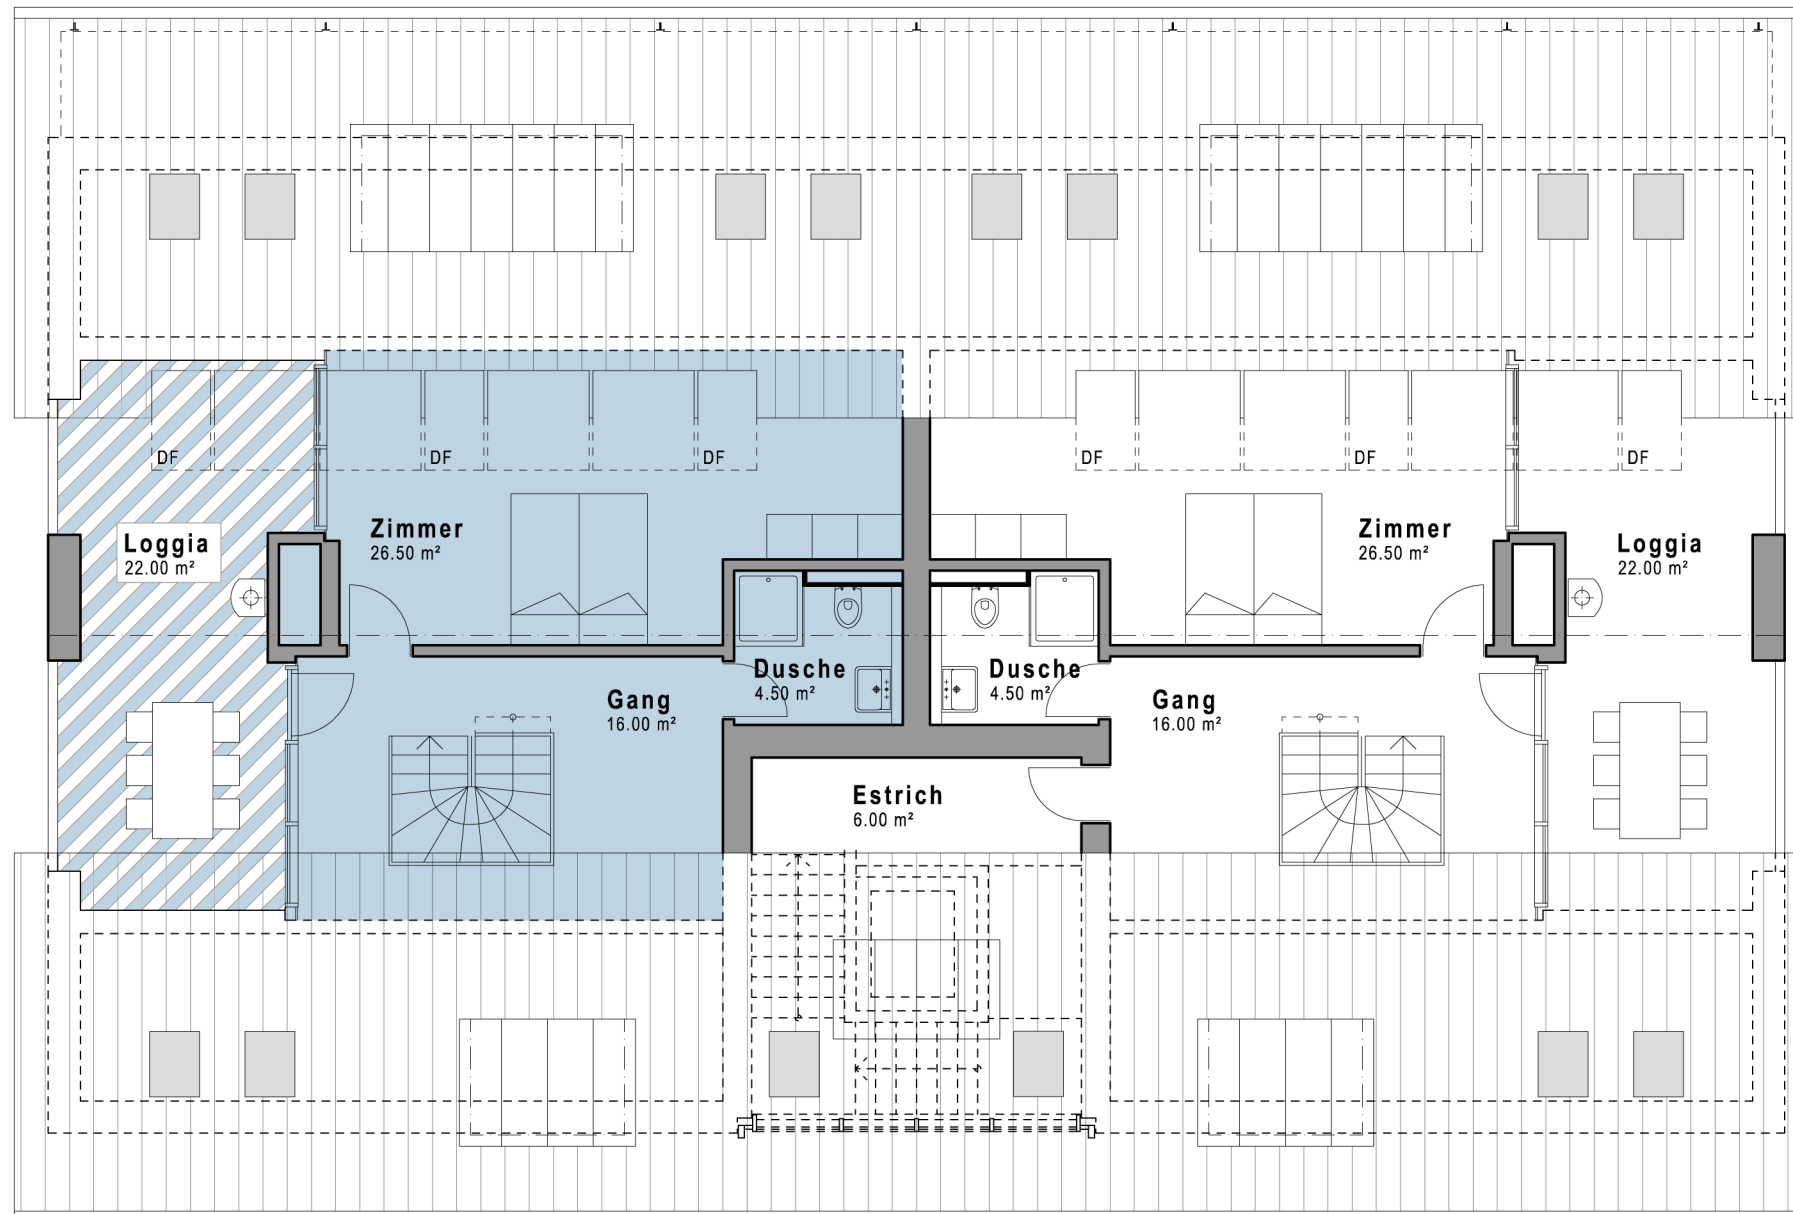 DF
DF
DF
DF
DF
DF
Zimmer
26.50 m²
Loggia
22.00 m²
Zimmer
26.50 m²
Loggia
22.00 m²
Dusche
4.50 m²
Dusche
4.50 m²
Gang
16.00 m²
Gang
16.00 m²
Estrich
6.00 m²